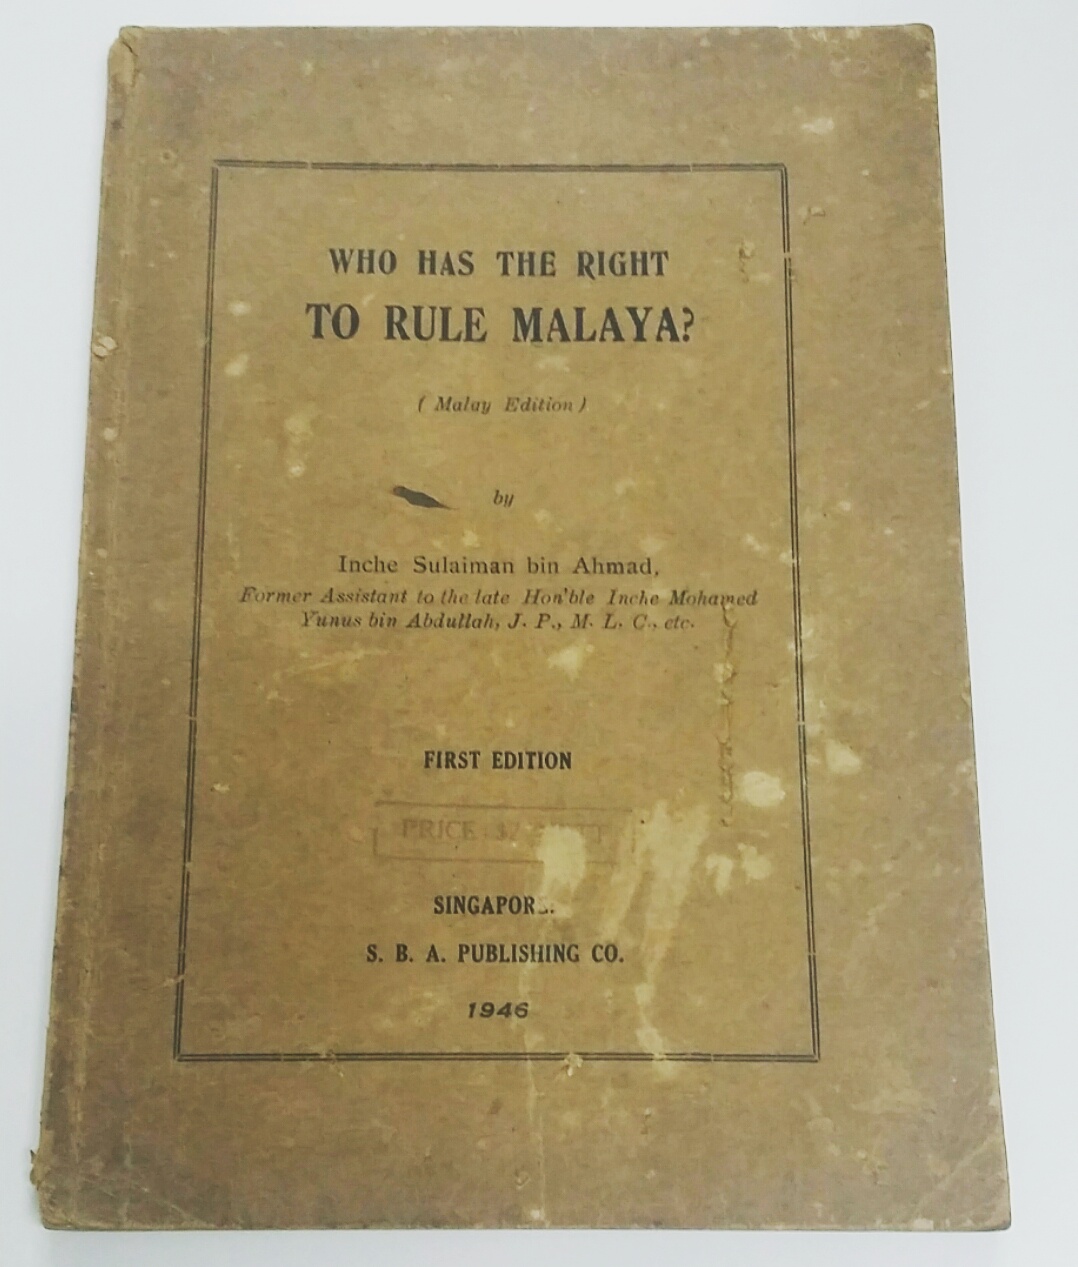 WHO HAS THE RIGHT
TO RULE MALAYA?
( Malay Edition )
by
Inche Sulaiman bin Ahmad,
Former Assistant to the late Hon'ble Inche Mohamed
Yunus bin Abdullah, J. P., M. L. C., etc.
FIRST EDITION
PRICE
SINGAPORE.
S. B. A. PUBLISHING CO.
1946